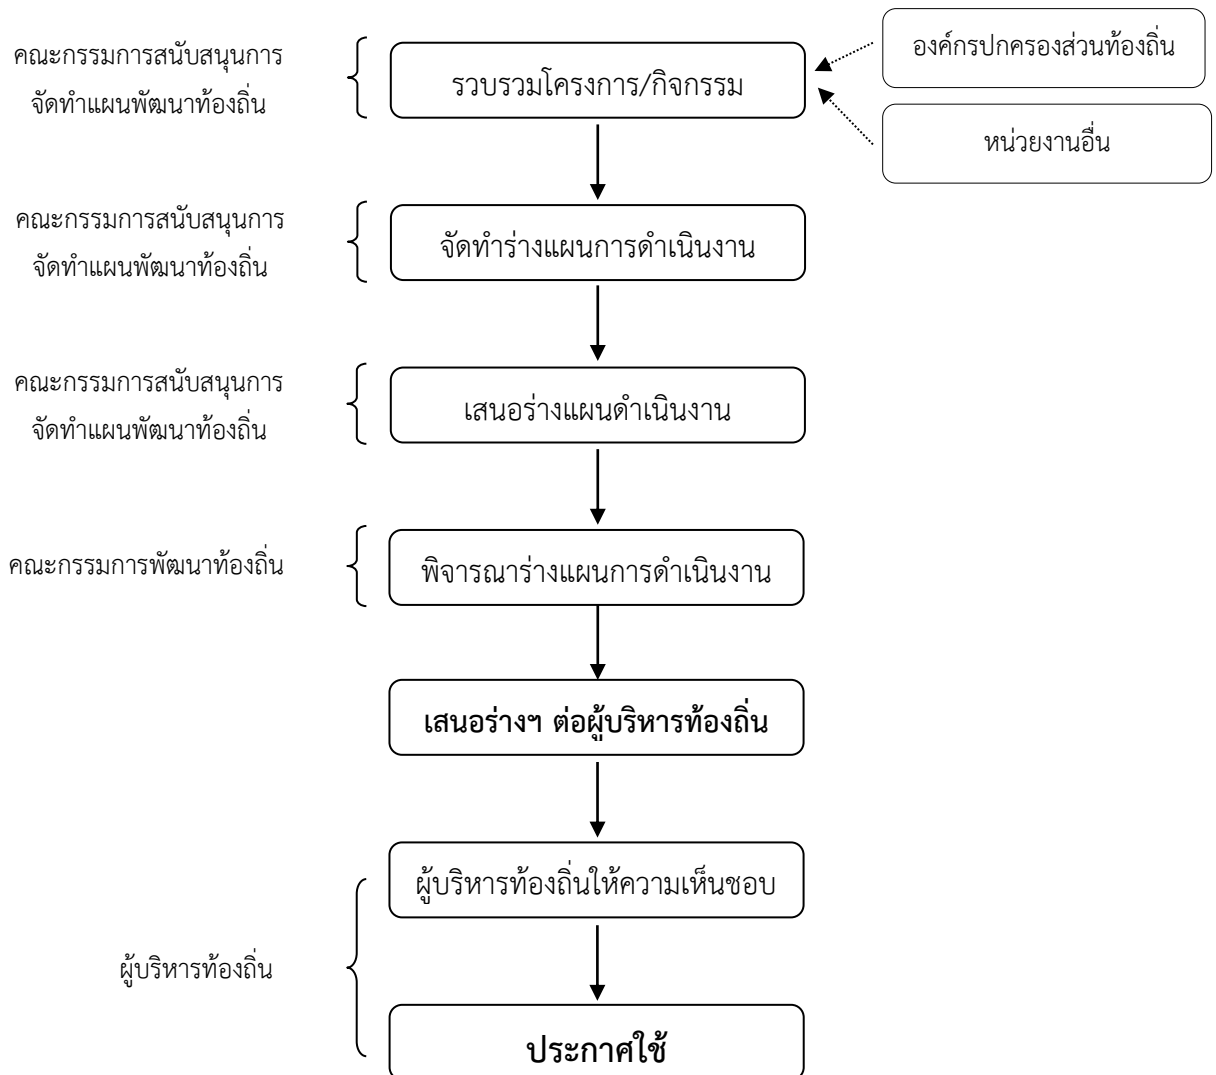 คณะกรรมการสนับสนุนการ
จัดทำแผนพัฒนาท้องถิ่น
รวบรวมโครงการ/กิจกรรม
องค์กรปกครองส่วนท้องถิ่น
หน่วยงานอื่น
คณะกรรมการสนับสนุนการ
จัดทำแผนพัฒนาท้องถิ่น
จัดทำร่างแผนการดำเนินงาน
คณะกรรมการสนับสนุนการ
จัดทำแผนพัฒนาท้องถิ่น
เสนอร่างแผนดำเนินงาน
คณะกรรมการพัฒนาท้องถิ่น
พิจารณาร่างแผนการดำเนินงาน
เสนอร่างฯ ต่อผู้บริหารท้องถิ่น
ผู้บริหารท้องถิ่นให้ความเห็นชอบ
ผู้บริหารท้องถิ่น
ประกาศใช้